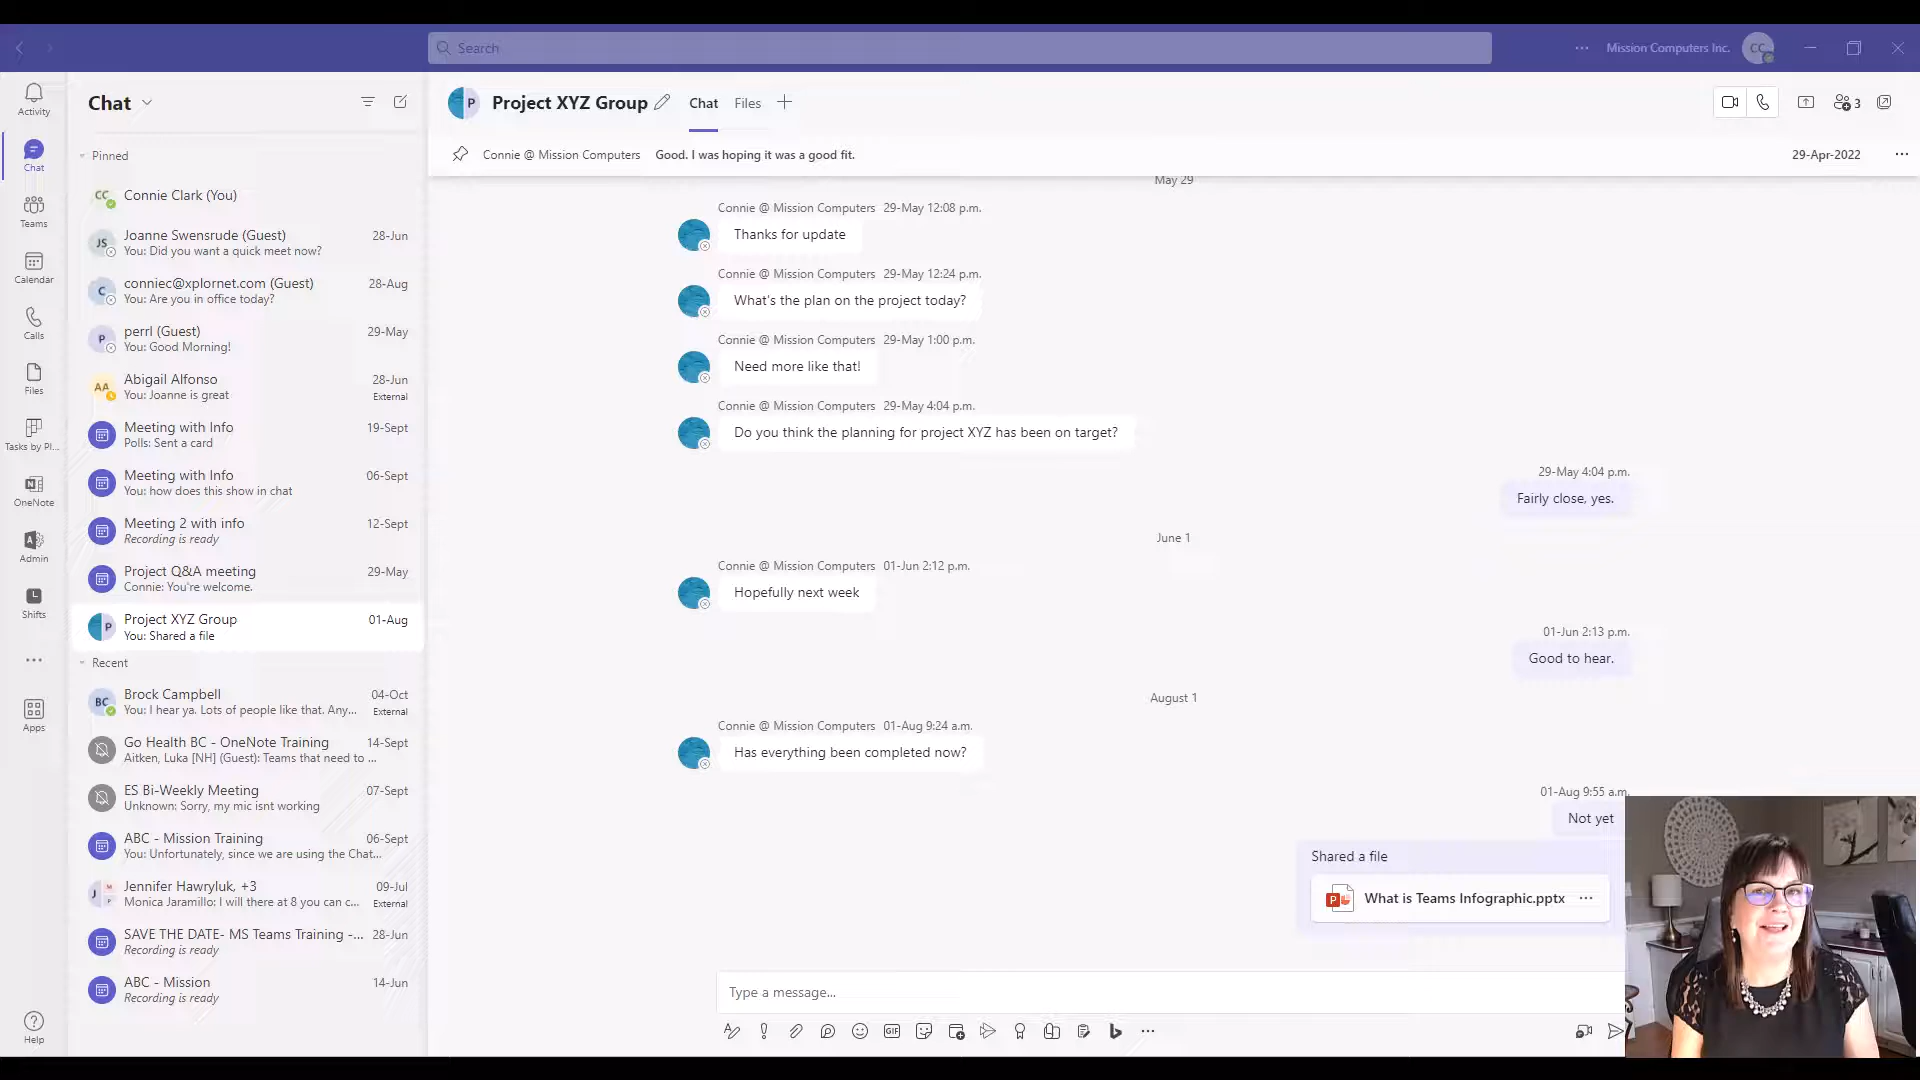 Search
Mission Computers Inc.
CC
Activity
Chat
Teams
Calendar
Calls
Files
Tasks by Pl...
OneNote
Admin
Shifts
Apps
Help
Chat
Pinned
CC
Connie Clark (You)
JS
Joanne Swensrude (Guest) 28-Jun
You: Did you want a quick meet now?
C
conniec@xplornet.com (Guest) 28-Aug
You: Are you in office today?
P
perrl (Guest) 29-May
You: Good Morning!
AA
Abigail Alfonso 28-Jun
You: Joanne is great External
Meeting with Info 19-Sept
Polls: Sent a card
Meeting with Info 06-Sept
You: how does this show in chat
Meeting 2 with info 12-Sept
Recording is ready
Project Q&A meeting 29-May
Connie: You're welcome.
P
Project XYZ Group 01-Aug
You: Shared a file
Recent
BC
Brock Campbell 04-Oct
You: I hear ya. Lots of people like that. Any... External
Go Health BC - OneNote Training 14-Sept
Aitken, Luka [NH] (Guest): Teams that need to ...
ES Bi-Weekly Meeting 07-Sept
Unknown: Sorry, my mic isnt working
ABC - Mission Training 06-Sept
You: Unfortunately, since we are using the Chat...
J M P
Jennifer Hawryluk, +3 09-Jul
Monica Jaramillo: I will there at 8 you can c... External
SAVE THE DATE- MS Teams Training -... 28-Jun
Recording is ready
ABC - Mission 14-Jun
Recording is ready
P Project XYZ Group Chat Files 3
Connie @ Mission Computers Good. I was hoping it was a good fit. 29-Apr-2022
May 29
Connie @ Mission Computers 29-May 12:08 p.m.
Thanks for update
Connie @ Mission Computers 29-May 12:24 p.m.
What's the plan on the project today?
Connie @ Mission Computers 29-May 1:00 p.m.
Need more like that!
Connie @ Mission Computers 29-May 4:04 p.m.
Do you think the planning for project XYZ has been on target?
29-May 4:04 p.m.
Fairly close, yes.
June 1
Connie @ Mission Computers 01-Jun 2:12 p.m.
Hopefully next week
01-Jun 2:13 p.m.
Good to hear.
August 1
Connie @ Mission Computers 01-Aug 9:24 a.m.
Has everything been completed now?
01-Aug 9:55 a.m.
Not yet
Shared a file
P What is Teams Infographic.pptx
Type a message...
GIF